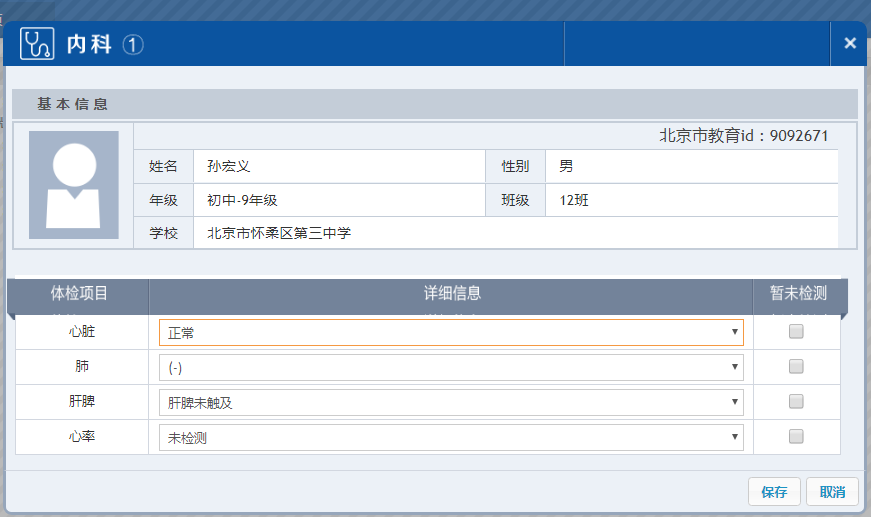 内科 ①
×
基本信息
北京市教育id：9092671
姓名 孙宏义 性别 男
年级 初中-9年级 班级 12班
学校 北京市怀柔区第三中学
体检项目 详细信息 暂未检测
心脏 正常
肺 (-)
肝脾 肝脾未触及
心率 未检测
保存 取消